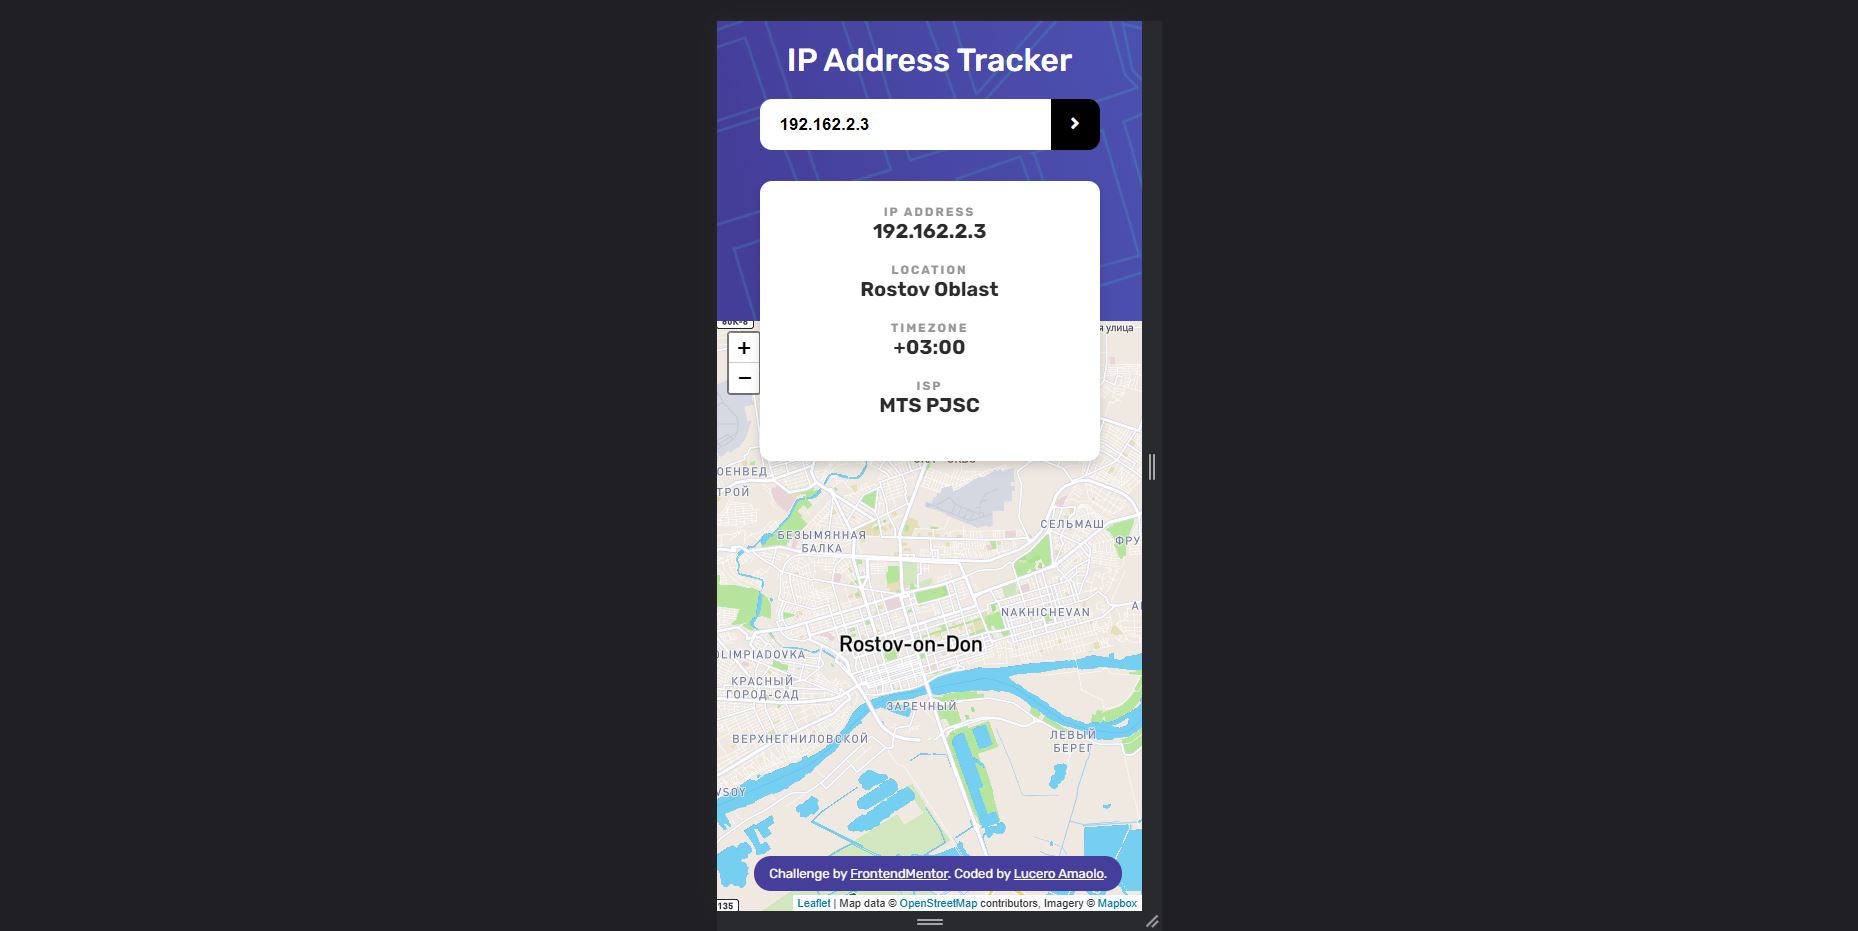 IP Address Tracker
192.162.2.3
IP ADDRESS
192.162.2.3
LOCATION
Rostov Oblast
TIMEZONE
+03:00
ISP
MTS PJSC
я улица
+
−
ОЕНВЕД
ТРОЙ
СЕЛЬМАШ
БЕЗЫМЯННАЯ
БАЛКА
ФРУ
NAKHICHEVAN
Rostov-on-Don
OLIMPIADOVKA
КРАСНЫЙ
ГОРОД-САД
ЗАРЕЧНЫЙ
ВЕРХНЕГНИЛОВСКОЙ
ЛЕВЫЙ
БЕРЕГ
VSOY
Challenge by FrontendMentor. Coded by Lucero Amaolo.
135
Leaflet | Map data © OpenStreetMap contributors, Imagery © Mapbox